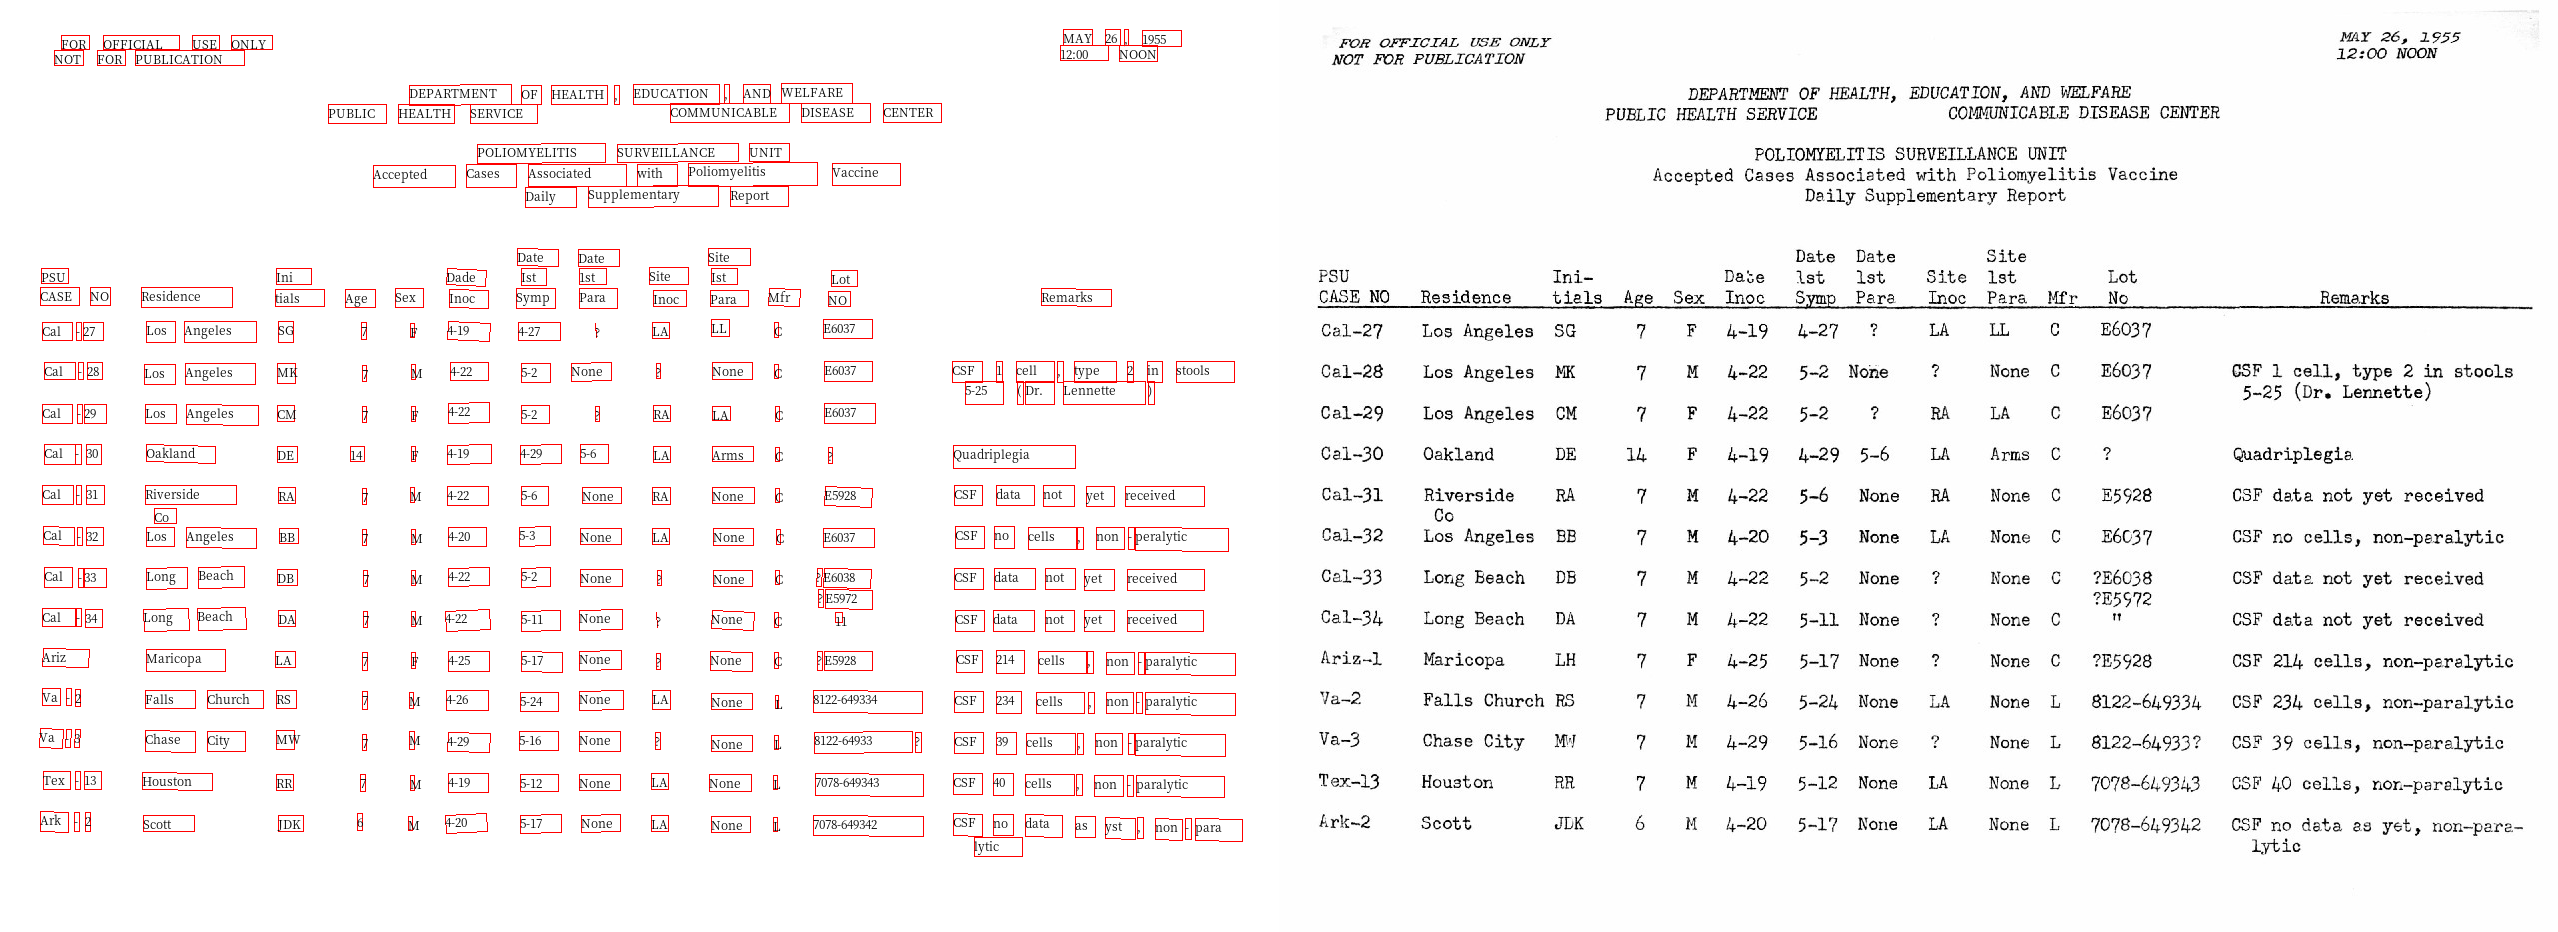 FOR OFFICIAL USE ONLY
NOT FOR PUBLICATION
MAY 26 , 1955
12:00 NOON
DEPARTMENT OF HEALTH , EDUCATION , AND WELFARE
PUBLIC HEALTH SERVICE COMMUNICABLE DISEASE CENTER
POLIOMYELITIS SURVEILLANCE UNIT
Accepted Cases Associated with Poliomyelitis Vaccine
Daily Supplementary Report
Date Date Site
PSU Ini Dade Ist 1st Site Ist Lot
CASE NO Residence tials Age Sex Inoc Symp Para Inoc Para Mfr NO Remarks
Cal - 27 Los Angeles SG 7 F 4-19 4-27 ? LA LL C E6037
Cal - 28 Los Angeles MK 7 M 4-22 5-2 None ? None C E6037 CSF 1 cell , type 2 in stools
5-25 ( Dr. Lennette )
Cal - 29 Los Angeles CM 7 F 4-22 5-2 ? RA LA C E6037
Cal - 30 Oakland DE 14 F 4-19 4-29 5-6 LA Arms C ? Quadriplegia
Cal - 31 Riverside RA 7 M 4-22 5-6 None RA None C E5928 CSF data not yet received
Co
Cal - 32 Los Angeles BB 7 M 4-20 5-3 None LA None C E6037 CSF no cells , non - peralytic
Cal - 33 Long Beach DB 7 M 4-22 5-2 None ? None C ? E6038 CSF data not yet received
? E5972
Cal - 34 Long Beach DA 7 M 4-22 5-11 None ? None C 11 CSF data not yet received
Ariz Maricopa LA 7 F 4-25 5-17 None ? None C ? E5928 CSF 214 cells , non - paralytic
Va - 2 Falls Church RS 7 M 4-26 5-24 None LA None L 8122-649334 CSF 234 cells , non - paralytic
Va - 3 Chase City MW 7 M 4-29 5-16 None ? None L 8122-64933 ? CSF 39 cells , non - paralytic
Tex - 13 Houston RR 7 M 4-19 5-12 None LA None L 7078-649343 CSF 40 cells , non - paralytic
Ark - 2 Scott JDK 6 M 4-20 5-17 None LA None L 7078-649342 CSF no data as yst , non - para
lytic
FOR OFFICIAL USE ONLY
NOT FOR PUBLICATION
MAY 26, 1955
12:00 NOON
DEPARTMENT OF HEALTH, EDUCATION, AND WELFARE
PUBLIC HEALTH SERVICE COMMUNICABLE DISEASE CENTER
POLIOMYELITIS SURVEILLANCE UNIT
Accepted Cases Associated with Poliomyelitis Vaccine
Daily Supplementary Report
Date Date Site
PSU Ini- Date 1st 1st Site 1st Lot
CASE NO Residence tials Age Sex Inoc Symp Para Inoc Para Mfr No Remarks
Cal-27 Los Angeles SG 7 F 4-19 4-27 ? LA LL C E6037
Cal-28 Los Angeles MK 7 M 4-22 5-2 None ? None C E6037 CSF 1 cell, type 2 in stools
5-25 (Dr. Lennette)
Cal-29 Los Angeles CM 7 F 4-22 5-2 ? RA LA C E6037
Cal-30 Oakland DE 14 F 4-19 4-29 5-6 LA Arms C ? Quadriplegia
Cal-31 Riverside RA 7 M 4-22 5-6 None RA None C E5928 CSF data not yet received
Co
Cal-32 Los Angeles BB 7 M 4-20 5-3 None LA None C E6037 CSF no cells, non-paralytic
Cal-33 Long Beach DB 7 M 4-22 5-2 None ? None C ?E6038 CSF data not yet received
?E5972
Cal-34 Long Beach DA 7 M 4-22 5-11 None ? None C " CSF data not yet received
Ariz-1 Maricopa LH 7 F 4-25 5-17 None ? None C ?E5928 CSF 214 cells, non-paralytic
Va-2 Falls Church RS 7 M 4-26 5-24 None LA None L 8122-649334 CSF 234 cells, non-paralytic
Va-3 Chase City MW 7 M 4-29 5-16 None ? None L 8122-64933? CSF 39 cells, non-paralytic
Tex-13 Houston RR 7 M 4-19 5-12 None LA None L 7078-649343 CSF 40 cells, non-paralytic
Ark-2 Scott JDK 6 M 4-20 5-17 None LA None L 7078-649342 CSF no data as yet, non-para-
lytic